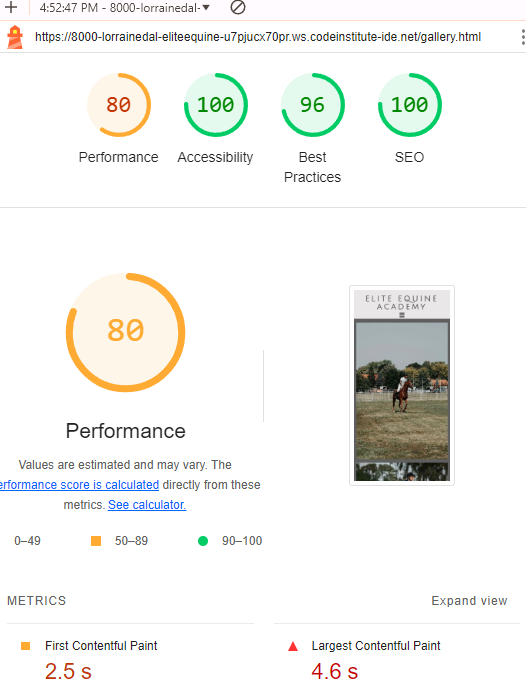 4:52:47 PM - 8000-lorrainedal-
https://8000-lorrainedal-eliteequine-u7pjucx70pr.ws.codeinstitute-ide.net/gallery.html
80 100 96 100
Performance Accessibility Best Practices SEO
80
ELITE EQUINE
ACADEMY
Performance
Values are estimated and may vary. The
erformance score is calculated directly from these
metrics. See calculator.
0–49 50–89 90–100
METRICS Expand view
First Contentful Paint Largest Contentful Paint
2.5 s 4.6 s